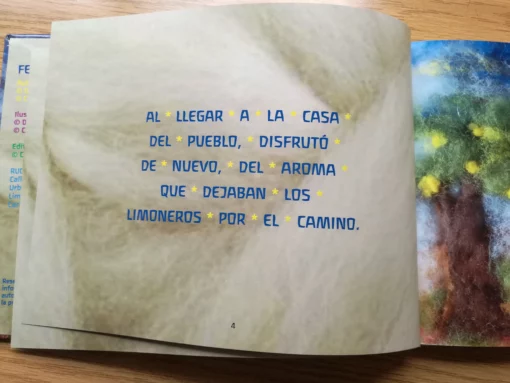 AL * LLEGAR * A * LA * CASA *
DEL * PUEBLO, * DISFRUTÓ *
DE * NUEVO, * DEL * AROMA *
QUE * DEJABAN * LOS *
LIMONEROS * POR * EL * CAMINO.
4